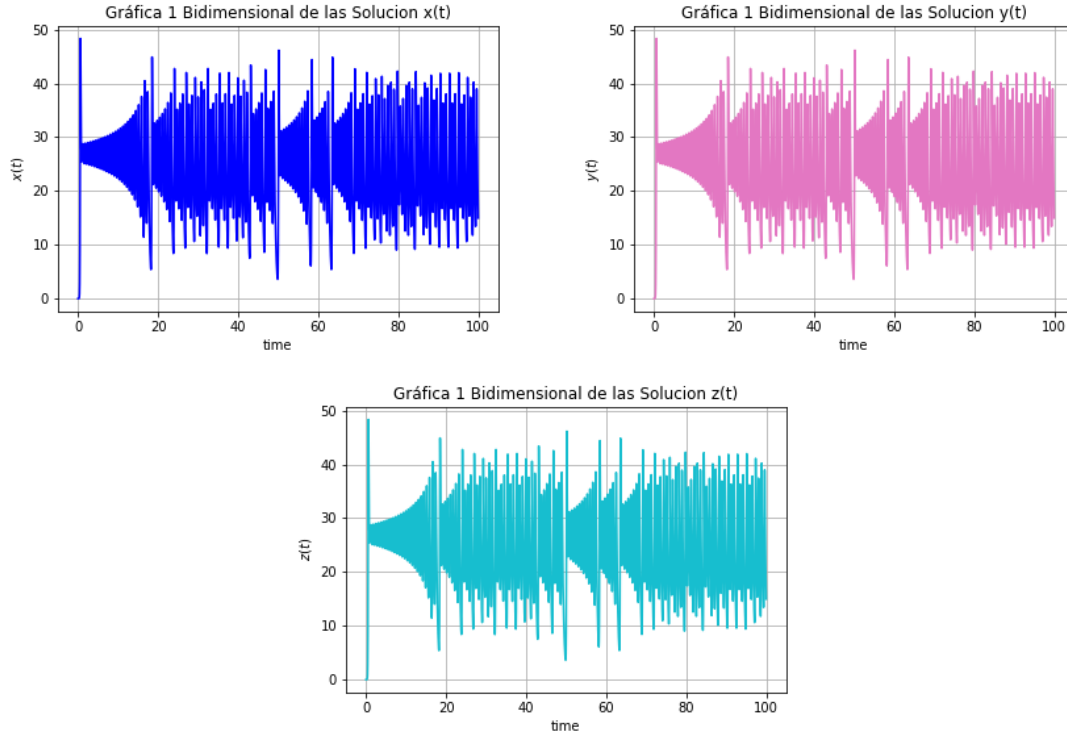 Gráfica 1 Bidimensional de las Solucion x(t)
50
40
30
20
10
0
x(t)
0 20 40 60 80 100
time
Gráfica 1 Bidimensional de las Solucion y(t)
50
40
30
20
10
0
y(t)
0 20 40 60 80 100
time
Gráfica 1 Bidimensional de las Solucion z(t)
50
40
30
20
10
0
z(t)
0 20 40 60 80 100
time